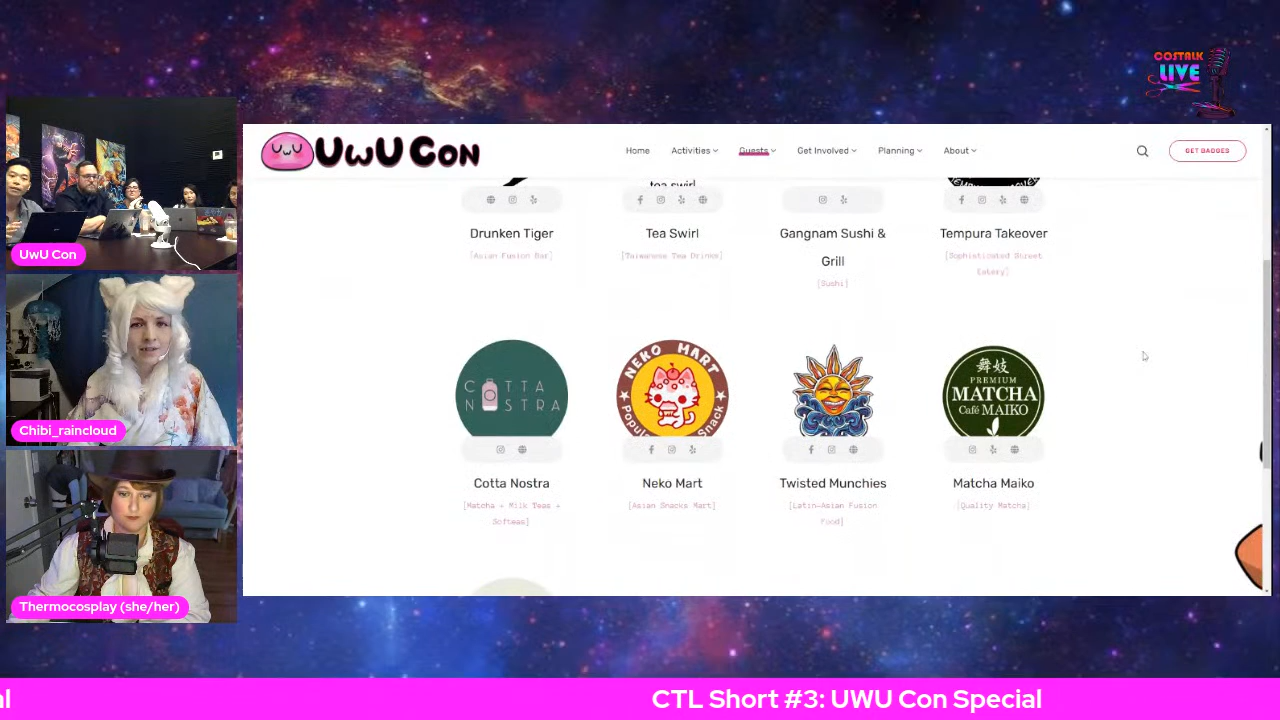 COSTALK
LIVE
UwU Con
Home
Activities
Guests
Get Involved
Planning
About
GET BADGES
tea swirl
Drunken Tiger
[Asian Fusion Bar]
Tea Swirl
[Taiwanese Tea Drinks]
Gangnam Sushi &
Grill
[Sushi]
Tempura Takeover
[Sophisticated Street
Eatery]
COTTA
NOSTRA
NEKO MART
Popular
Snack
舞妓
PREMIUM
MATCHA
Café MAIKO
Cotta Nostra
[Matcha + Milk Teas +
Softeas]
Neko Mart
[Asian Snacks Mart]
Twisted Munchies
[Latin-Asian Fusion
Food]
Matcha Maiko
[Quality Matcha]
UwU Con
Chibi_raincloud
Thermocosplay (she/her)
al
CTL Short #3: UWU Con Special